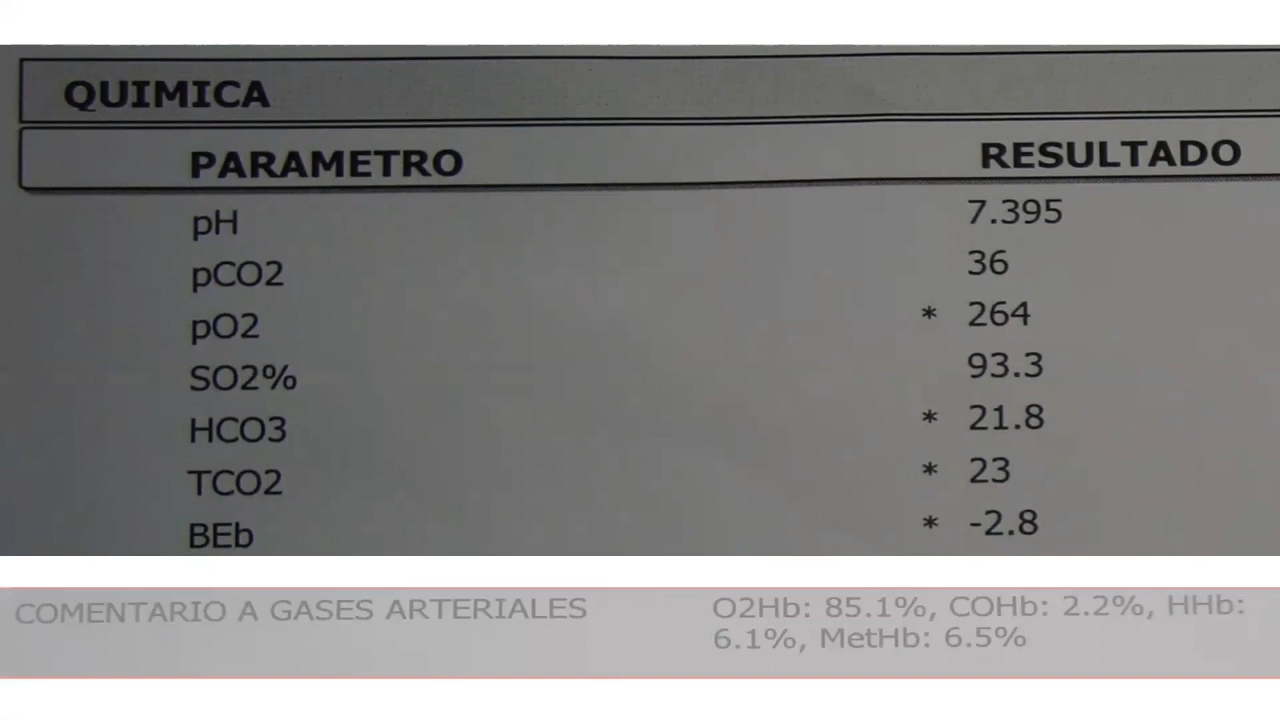 QUIMICA
PARAMETRO RESULTADO
pH 7.395
pCO2 36
pO2 * 264
SO2% 93.3
HCO3 * 21.8
TCO2 * 23
BEb * -2.8
COMENTARIO A GASES ARTERIALES O2Hb: 85.1%, COHb: 2.2%, HHb:
6.1%, MetHb: 6.5%